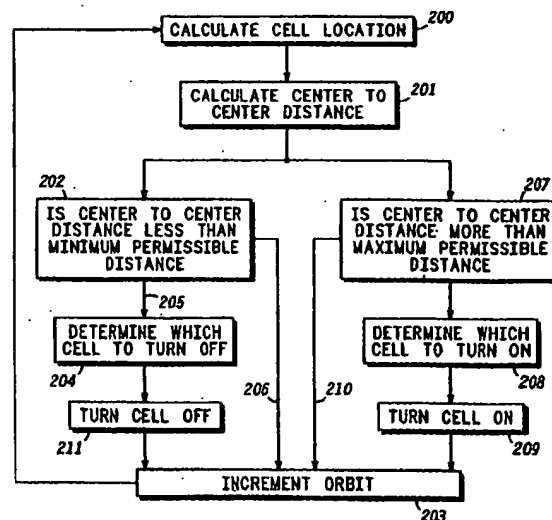 200
CALCULATE CELL LOCATION
201
CALCULATE CENTER TO
CENTER DISTANCE
202
IS CENTER TO CENTER
DISTANCE LESS THAN
MINIMUM PERMISSIBLE
DISTANCE
207
IS CENTER TO CENTER
DISTANCE MORE THAN
MAXIMUM PERMISSIBLE
DISTANCE
205
DETERMINE WHICH
CELL TO TURN OFF
204
206
210
DETERMINE WHICH
CELL TO TURN ON
208
TURN CELL OFF
211
TURN CELL ON
209
INCREMENT ORBIT
203